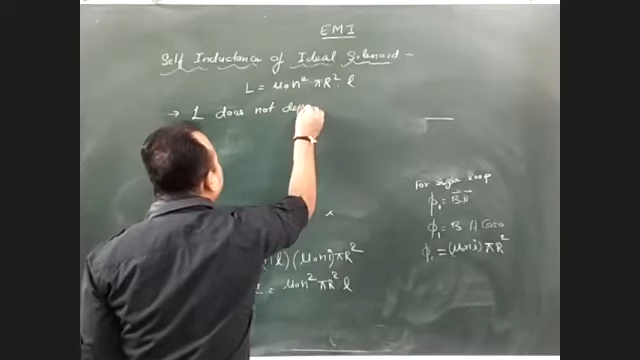 EMI
Self Inductance of Ideal Solenoid -
L = μ₀n² πR². l
→ L does not dep
For single loop
ϕ₁ = B⃗.A⃗
ϕ₁ = B A Cosθ
ϕ₁ = (μ₀ni) πR²
l) (μ₀ni) πR²
= μ₀n² πR² l